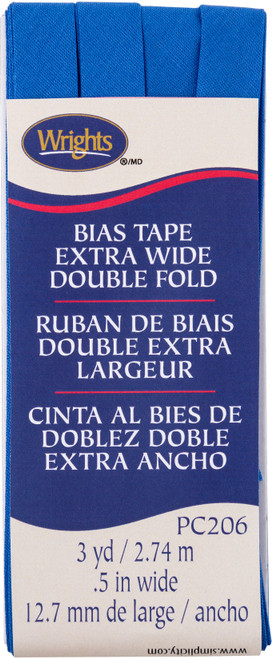 Wrights
®/MD
BIAS TAPE
EXTRA WIDE
DOUBLE FOLD
RUBAN DE BIAIS
DOUBLE EXTRA
LARGEUR
CINTA AL BIES DE
DOBLEZ DOBLE
EXTRA ANCHO
PC206
3 yd / 2.74 m
.5 in wide
12.7 mm de large / ancho
www.simplicity.com